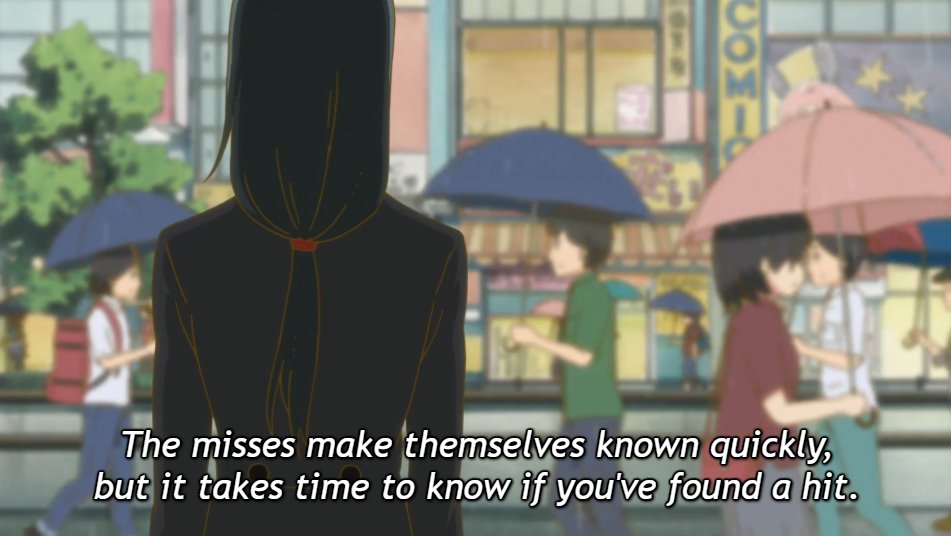 COMIC
The misses make themselves known quickly,
but it takes time to know if you've found a hit.